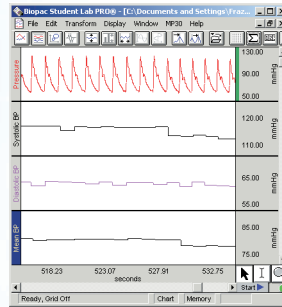 Biopac Student Lab PRO® - [C:\Documents and Settings\Fraz...
File Edit Transform Display Window MP30 Help
Pressure
130.00
90.00
50.00
mmHg
Systolic BP
120.00
110.00
mmHg
Diastolic BP
65.00
55.00
mmHg
Mean BP
85.00
75.00
mmHg
518.23 523.07 527.91 532.75
seconds
Start
Ready, Grid Off Chart Memory